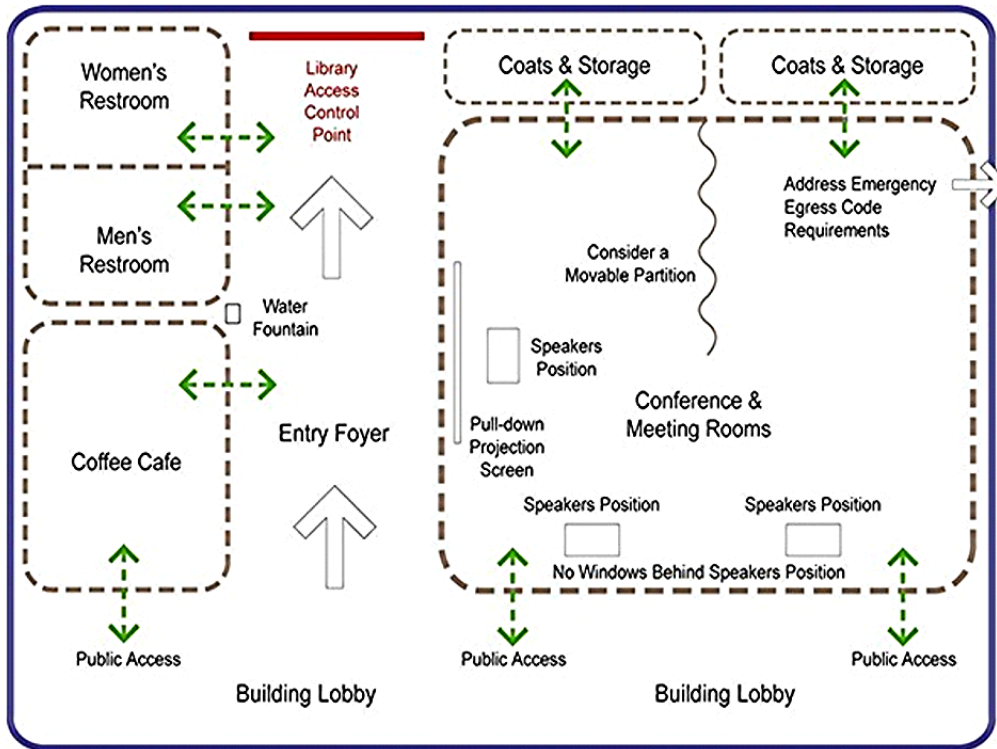 Women's
Restroom
Library
Access
Control
Point
Coats & Storage
Coats & Storage
Men's
Restroom
Address Emergency
Egress Code
Requirements
Consider a
Movable Partition
Water
Fountain
Speakers
Position
Conference &
Meeting Rooms
Entry Foyer
Pull-down
Projection
Screen
Coffee Cafe
Speakers Position
Speakers Position
No Windows Behind Speakers Position
Public Access
Public Access
Public Access
Building Lobby
Building Lobby